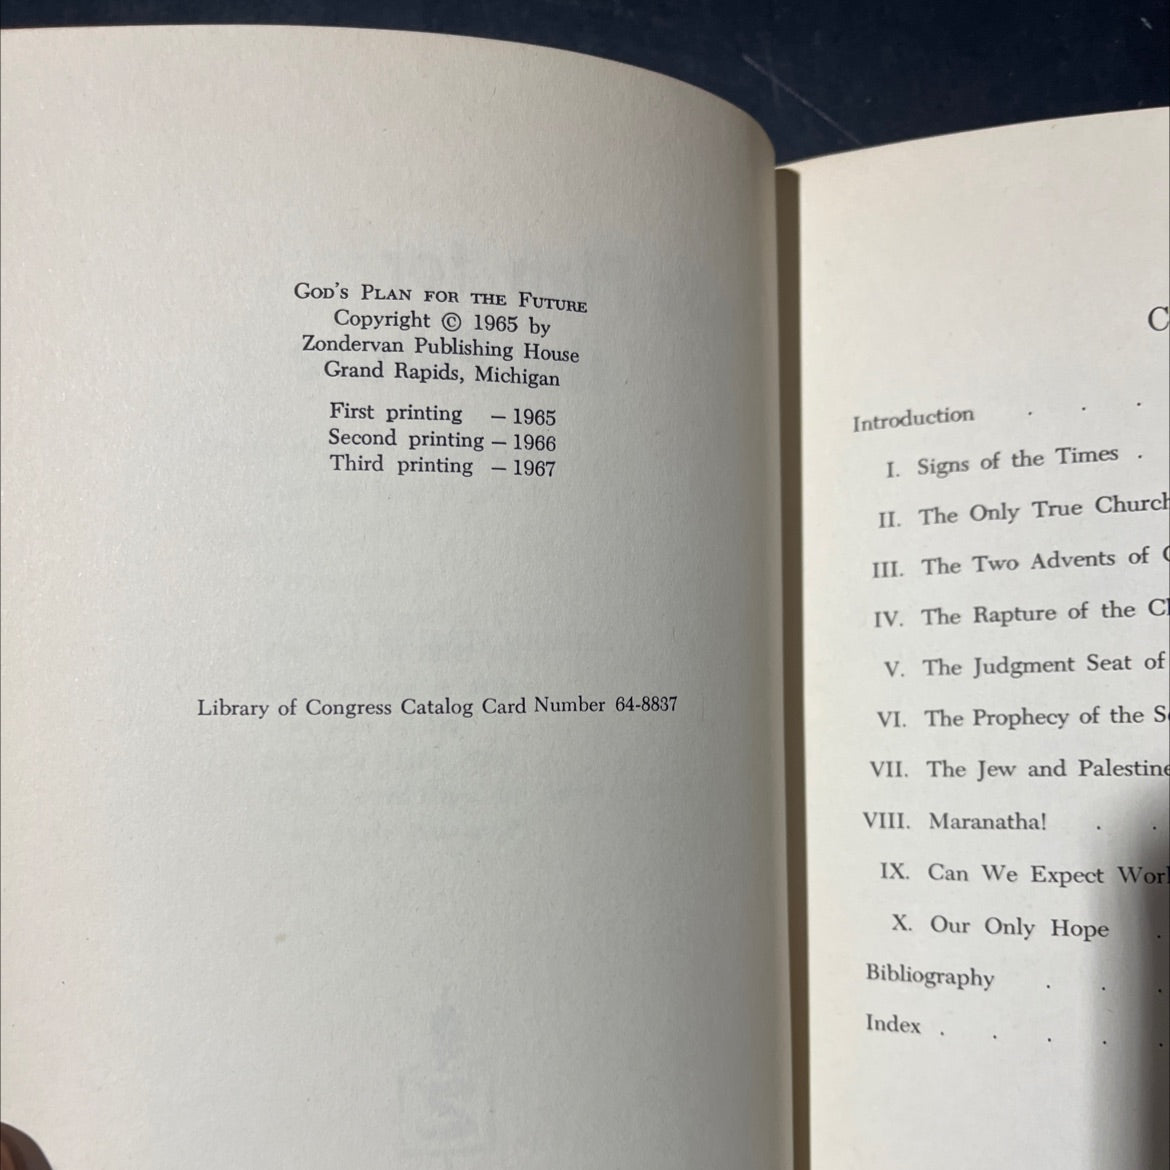 God's Plan for the Future
Copyright © 1965 by
Zondervan Publishing House
Grand Rapids, Michigan
First printing — 1965
Second printing — 1966
Third printing — 1967
Library of Congress Catalog Card Number 64-8837
C
Introduction . . .
I. Signs of the Times .
II. The Only True Church
III. The Two Advents of
IV. The Rapture of the
V. The Judgment Seat of
VI. The Prophecy of the
VII. The Jew and Palestine
VIII. Maranatha! . .
IX. Can We Expect
X. Our Only Hope .
Bibliography . . .
Index . . . . .